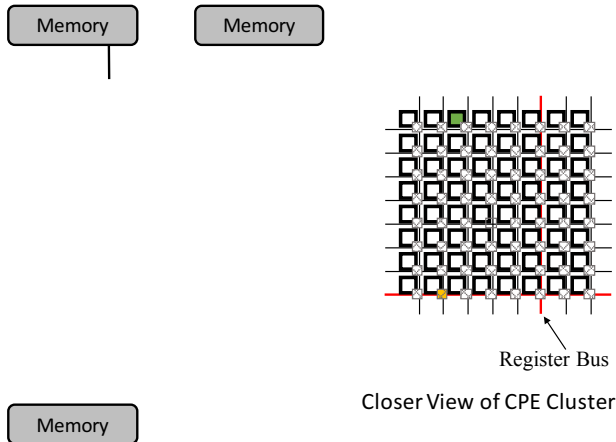 Memory
Memory
Register Bus
Closer View of CPE Cluster
Memory